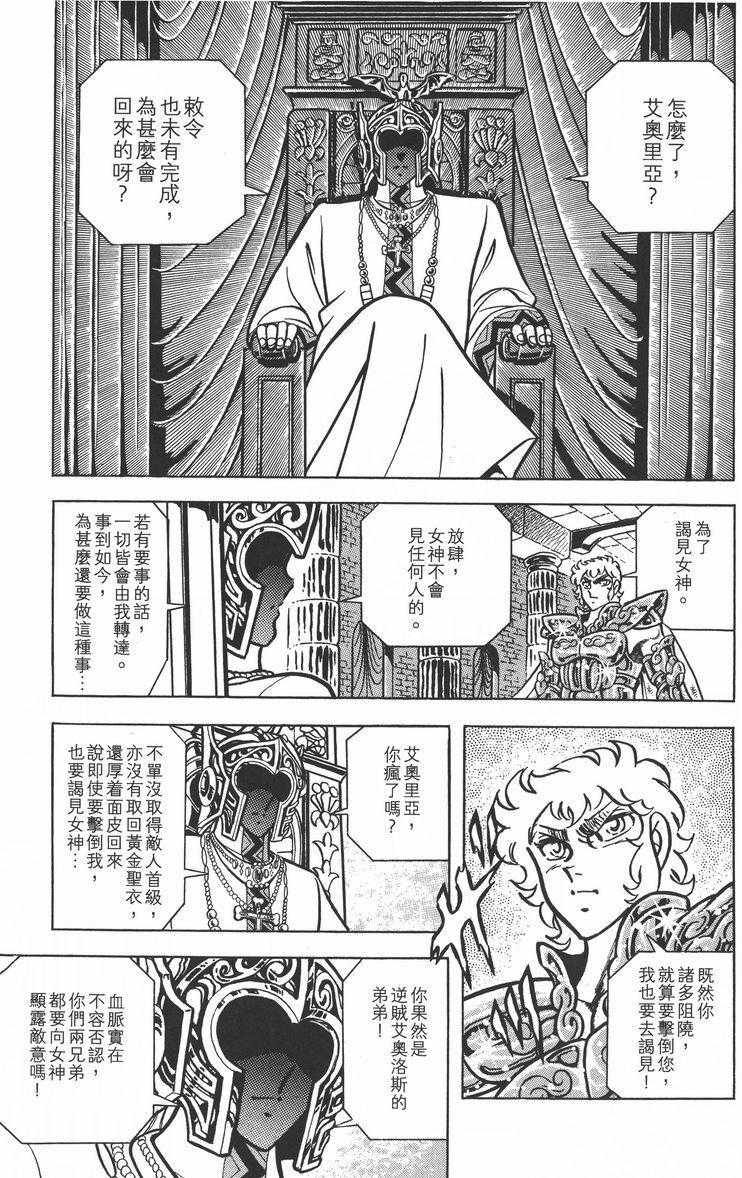 怎麼了，
艾奧里亞？
敕令
也未有完成，
為甚麼會
回來的呀？
為了
謁見女神。
放肆，
女神不會
見任何人的。
若有要事的話，
一切皆會由我轉達。
事到如今，
為甚麼還要做這種事…
既然你
諸多阻撓，
就算要擊倒您，
我也要去謁見！
艾奧里亞，
你瘋了嗎？
不單沒取得敵人首級，
亦沒有取回黃金聖衣，
還厚着面皮回來
說即使要擊倒我，
也要謁見女神…
你果然是
逆賊艾奧洛斯的
弟弟！
血脈實在
不容否認，
你們兩兄弟
都要向女神
顯露敵意嗎！